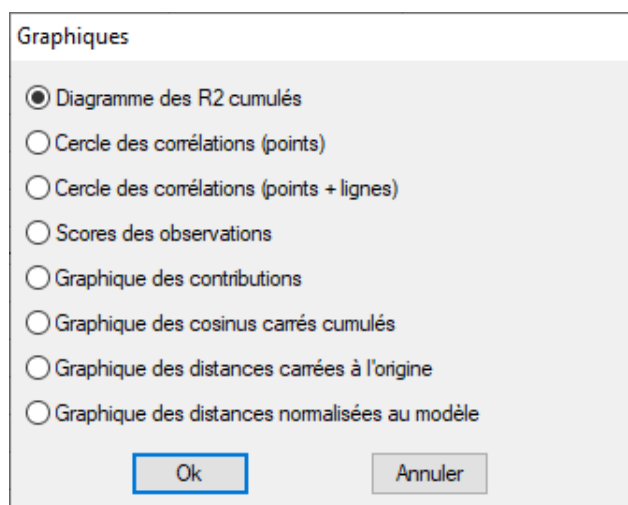 Graphiques
Diagramme des R2 cumulés
Cercle des corrélations (points)
Cercle des corrélations (points + lignes)
Scores des observations
Graphique des contributions
Graphique des cosinus carrés cumulés
Graphique des distances carrées à l'origine
Graphique des distances normalisées au modèle
Ok Annuler